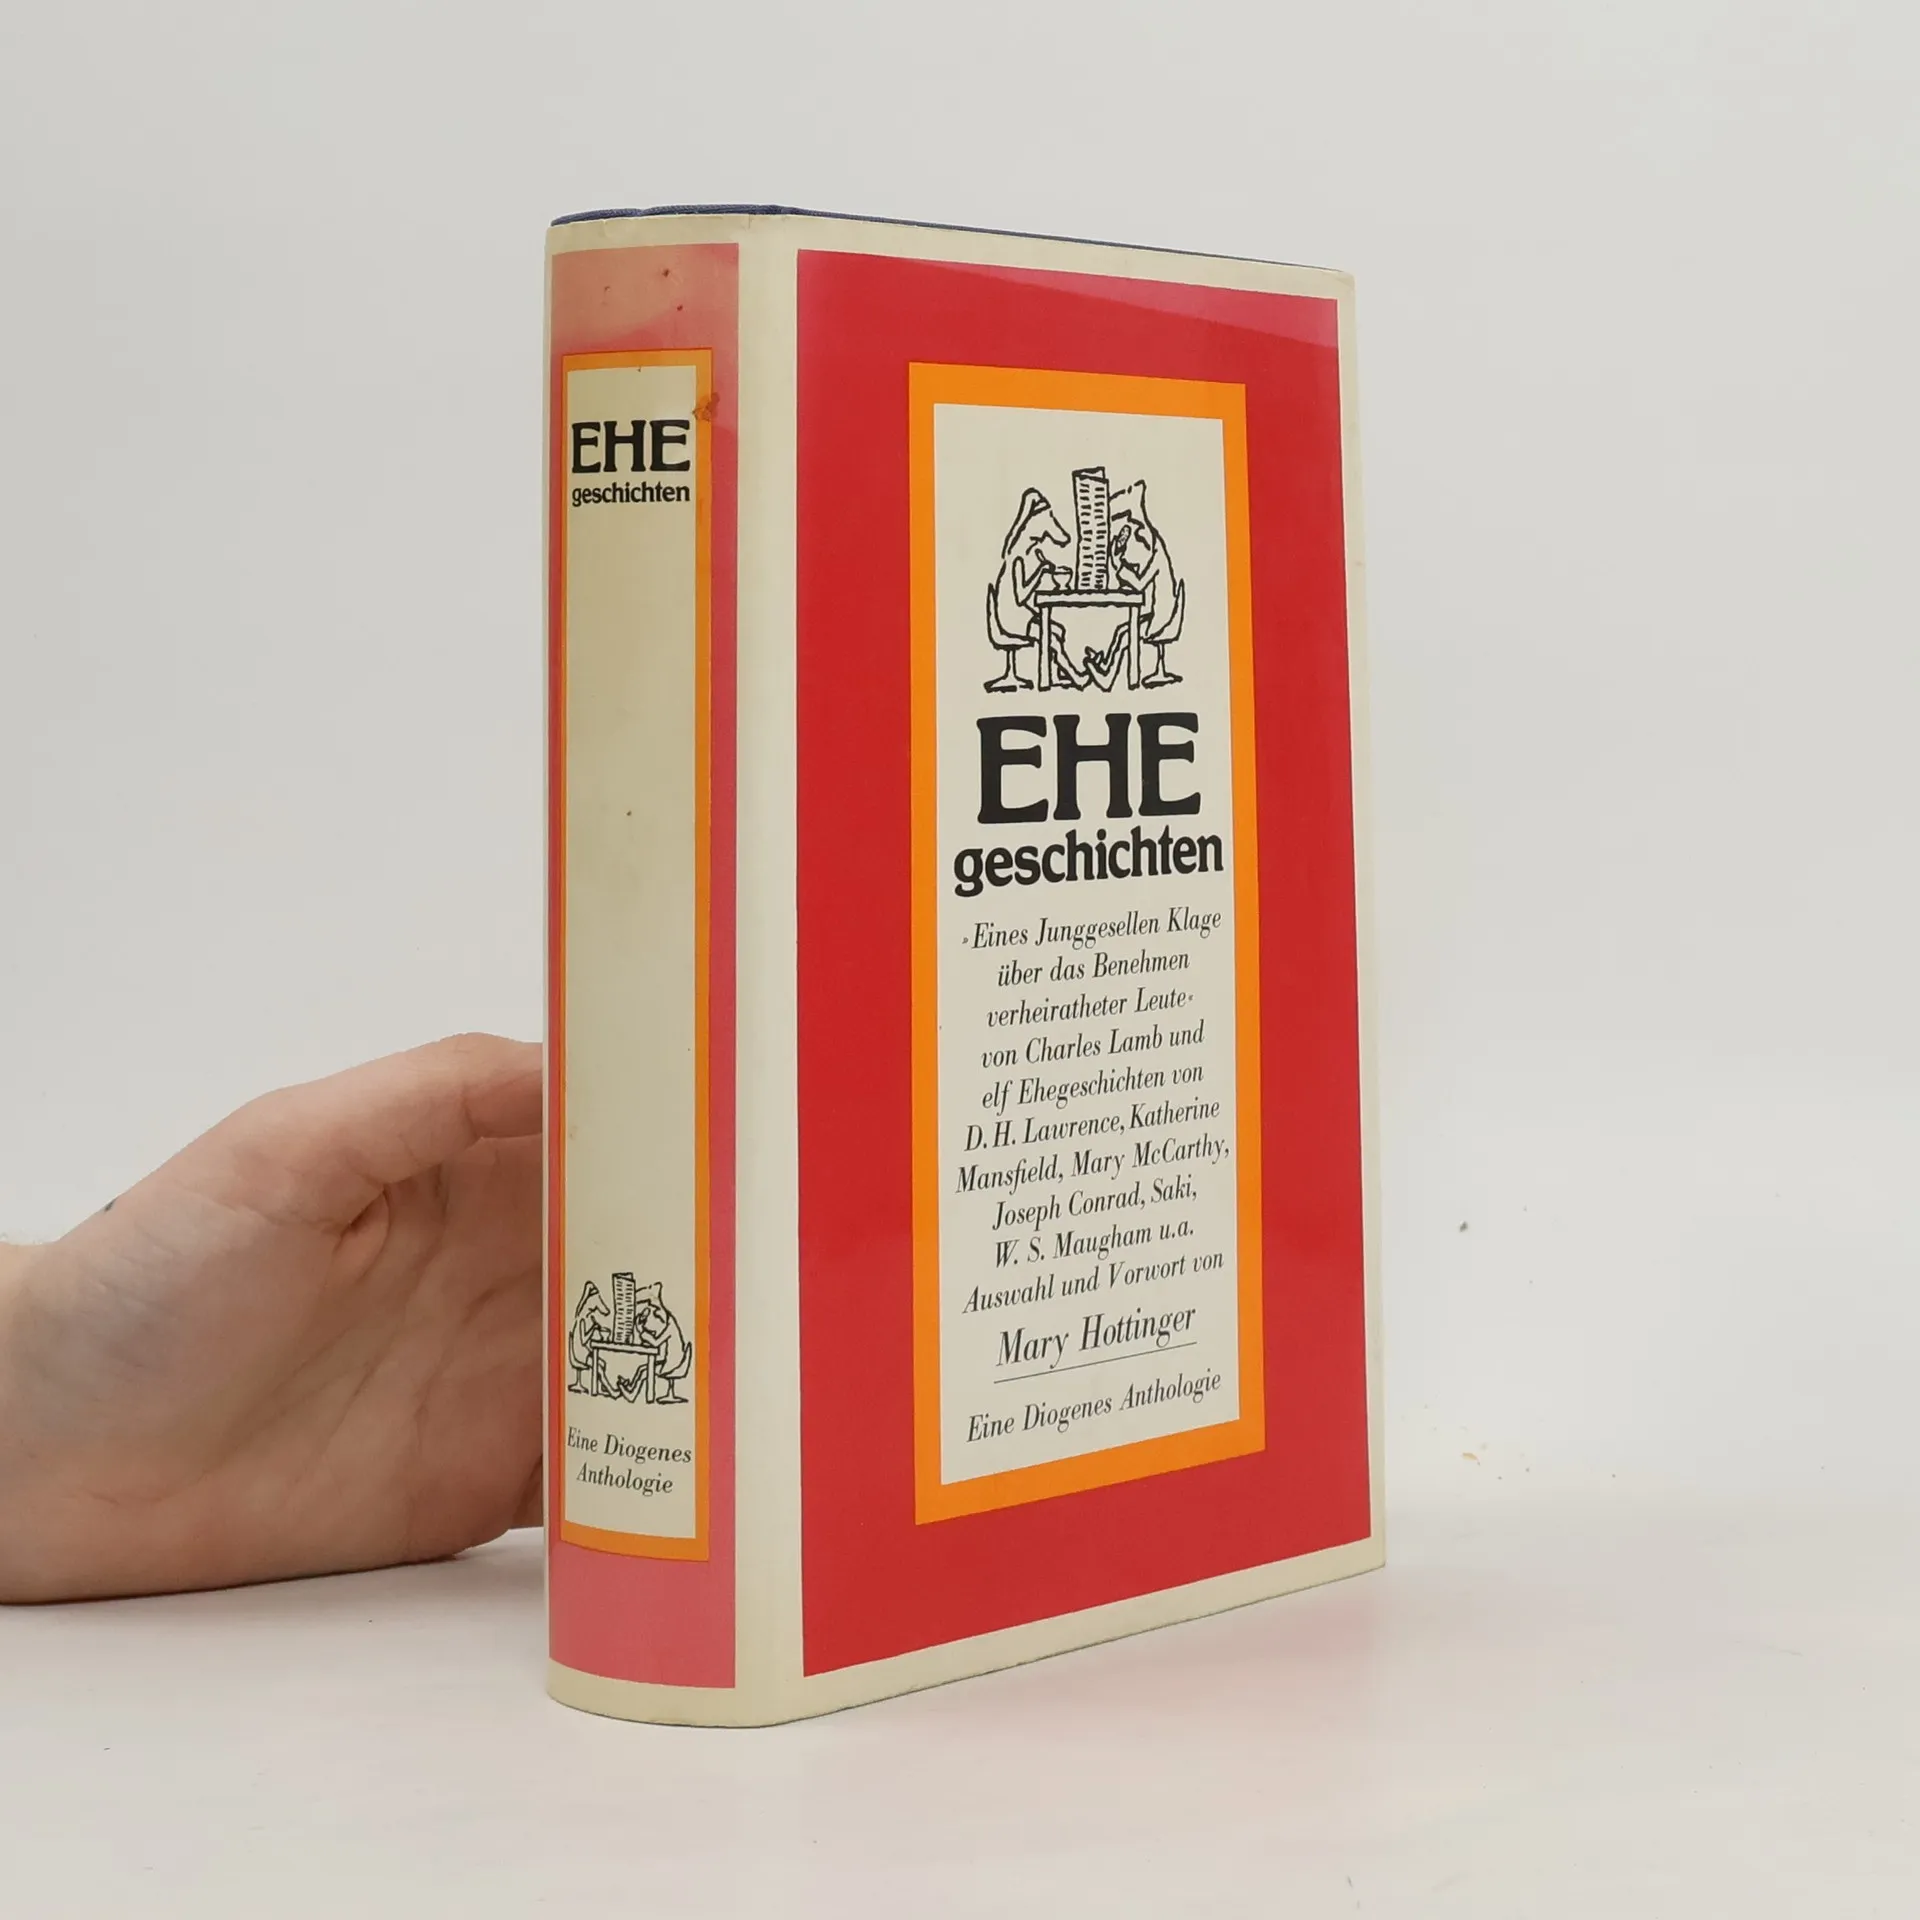 EHE
geschichten
Eine Diogenes
Anthologie
EHE
geschichten
»Eines Junggesellen Klage
über das Benehmen
verheiratheter Leute«
von Charles Lamb und
elf Ehegeschichten von
D. H. Lawrence, Katherine
Mansfield, Mary McCarthy,
Joseph Conrad, Saki,
W. S. Maugham u.a.
Auswahl und Vorwort von
Mary Hottinger
Eine Diogenes Anthologie